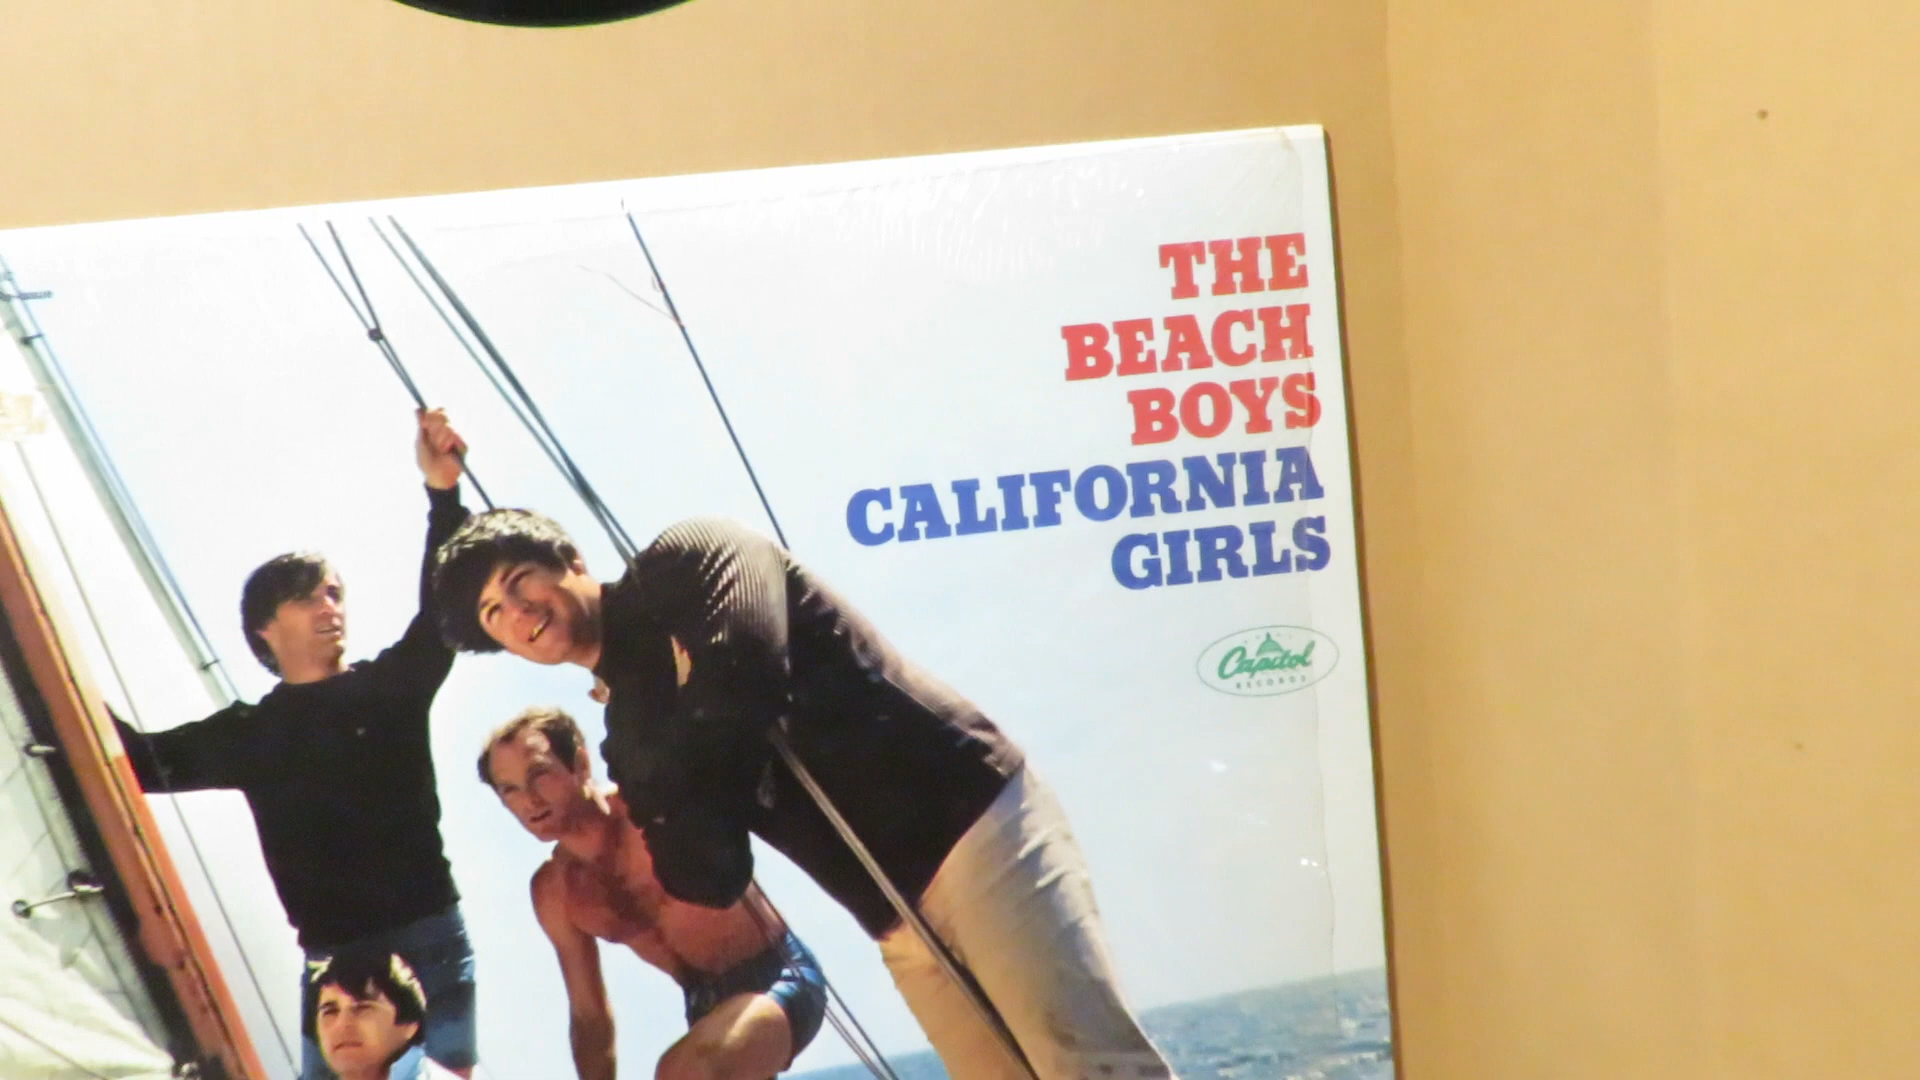 THE
BEACH
BOYS
CALIFORNIA
GIRLS
Capitol
RECORDS